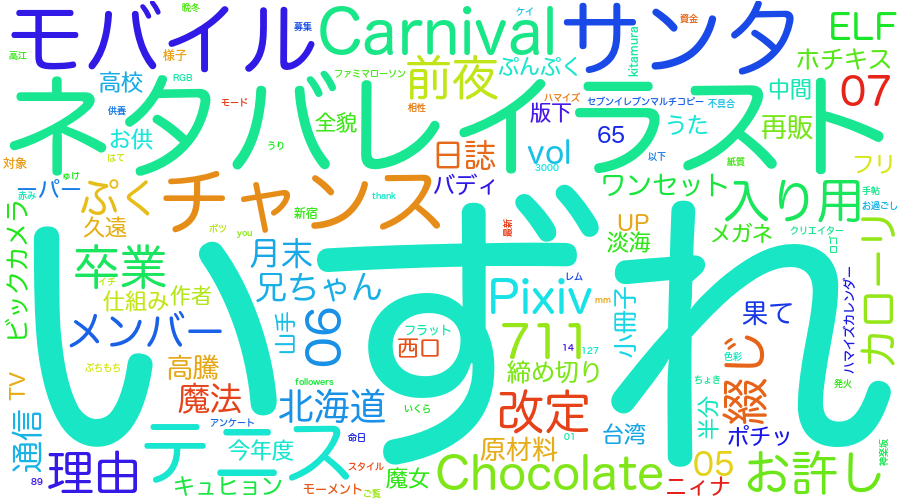 晩冬
ケイ
モバイル
Carnival
サンタ
ELF
募集
資金
高江
様子
kitamura
ホチキス
ファミマローソン
前夜
ぷんぷく
高校
RGB
中間
07
ネタバレイラスト
モード
相性
ハマイズ
セブンイレブンマルチコピー
不具合
供養
版下
全貌
65
うた
再販
お供
日誌
vol
3000
うり
はて
以下
紙質
フリ
対象
ゅけ
ーパー
赤み
ぷく
チャンス
thank
バディ
ワンセット
入り用
手帖
お過ごし
久遠
新宿
UP
ビックカメラ
ポッ
you
淡海
メガネ
クリエイター
カローリ
卒業
月末
いずれ
兄ちゃん
レム
イチ
仕組み
作者
Pixiv
mm
小冊子
果て
ハマイズカレンダー
メンバー
山手
06
フラット
西口
711
14
127
じ
綴
色彩
高騰
ぷちもち
締め切り
TV
魔法
followers
ちょき
発火
北海道
いくら
改定
半分
通信
アンケート
テニス
今年度
命日
原材料
01
台湾
ポチッ
神楽坂
理由
スタイル
89
キュヒョン
モーメント
ご覧
魔女
Chocolate
ニィナ
05
お許し